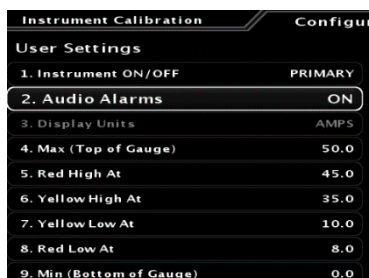 Instrument Calibration Configu
User Settings
1. Instrument ON/OFF PRIMARY
2. Audio Alarms ON
3. Display Units AMPS
4. Max (Top of Gauge) 50.0
5. Red High At 45.0
6. Yellow High At 35.0
7. Yellow Low At 10.0
8. Red Low At 8.0
9. Min (Bottom of Gauge) 0.0